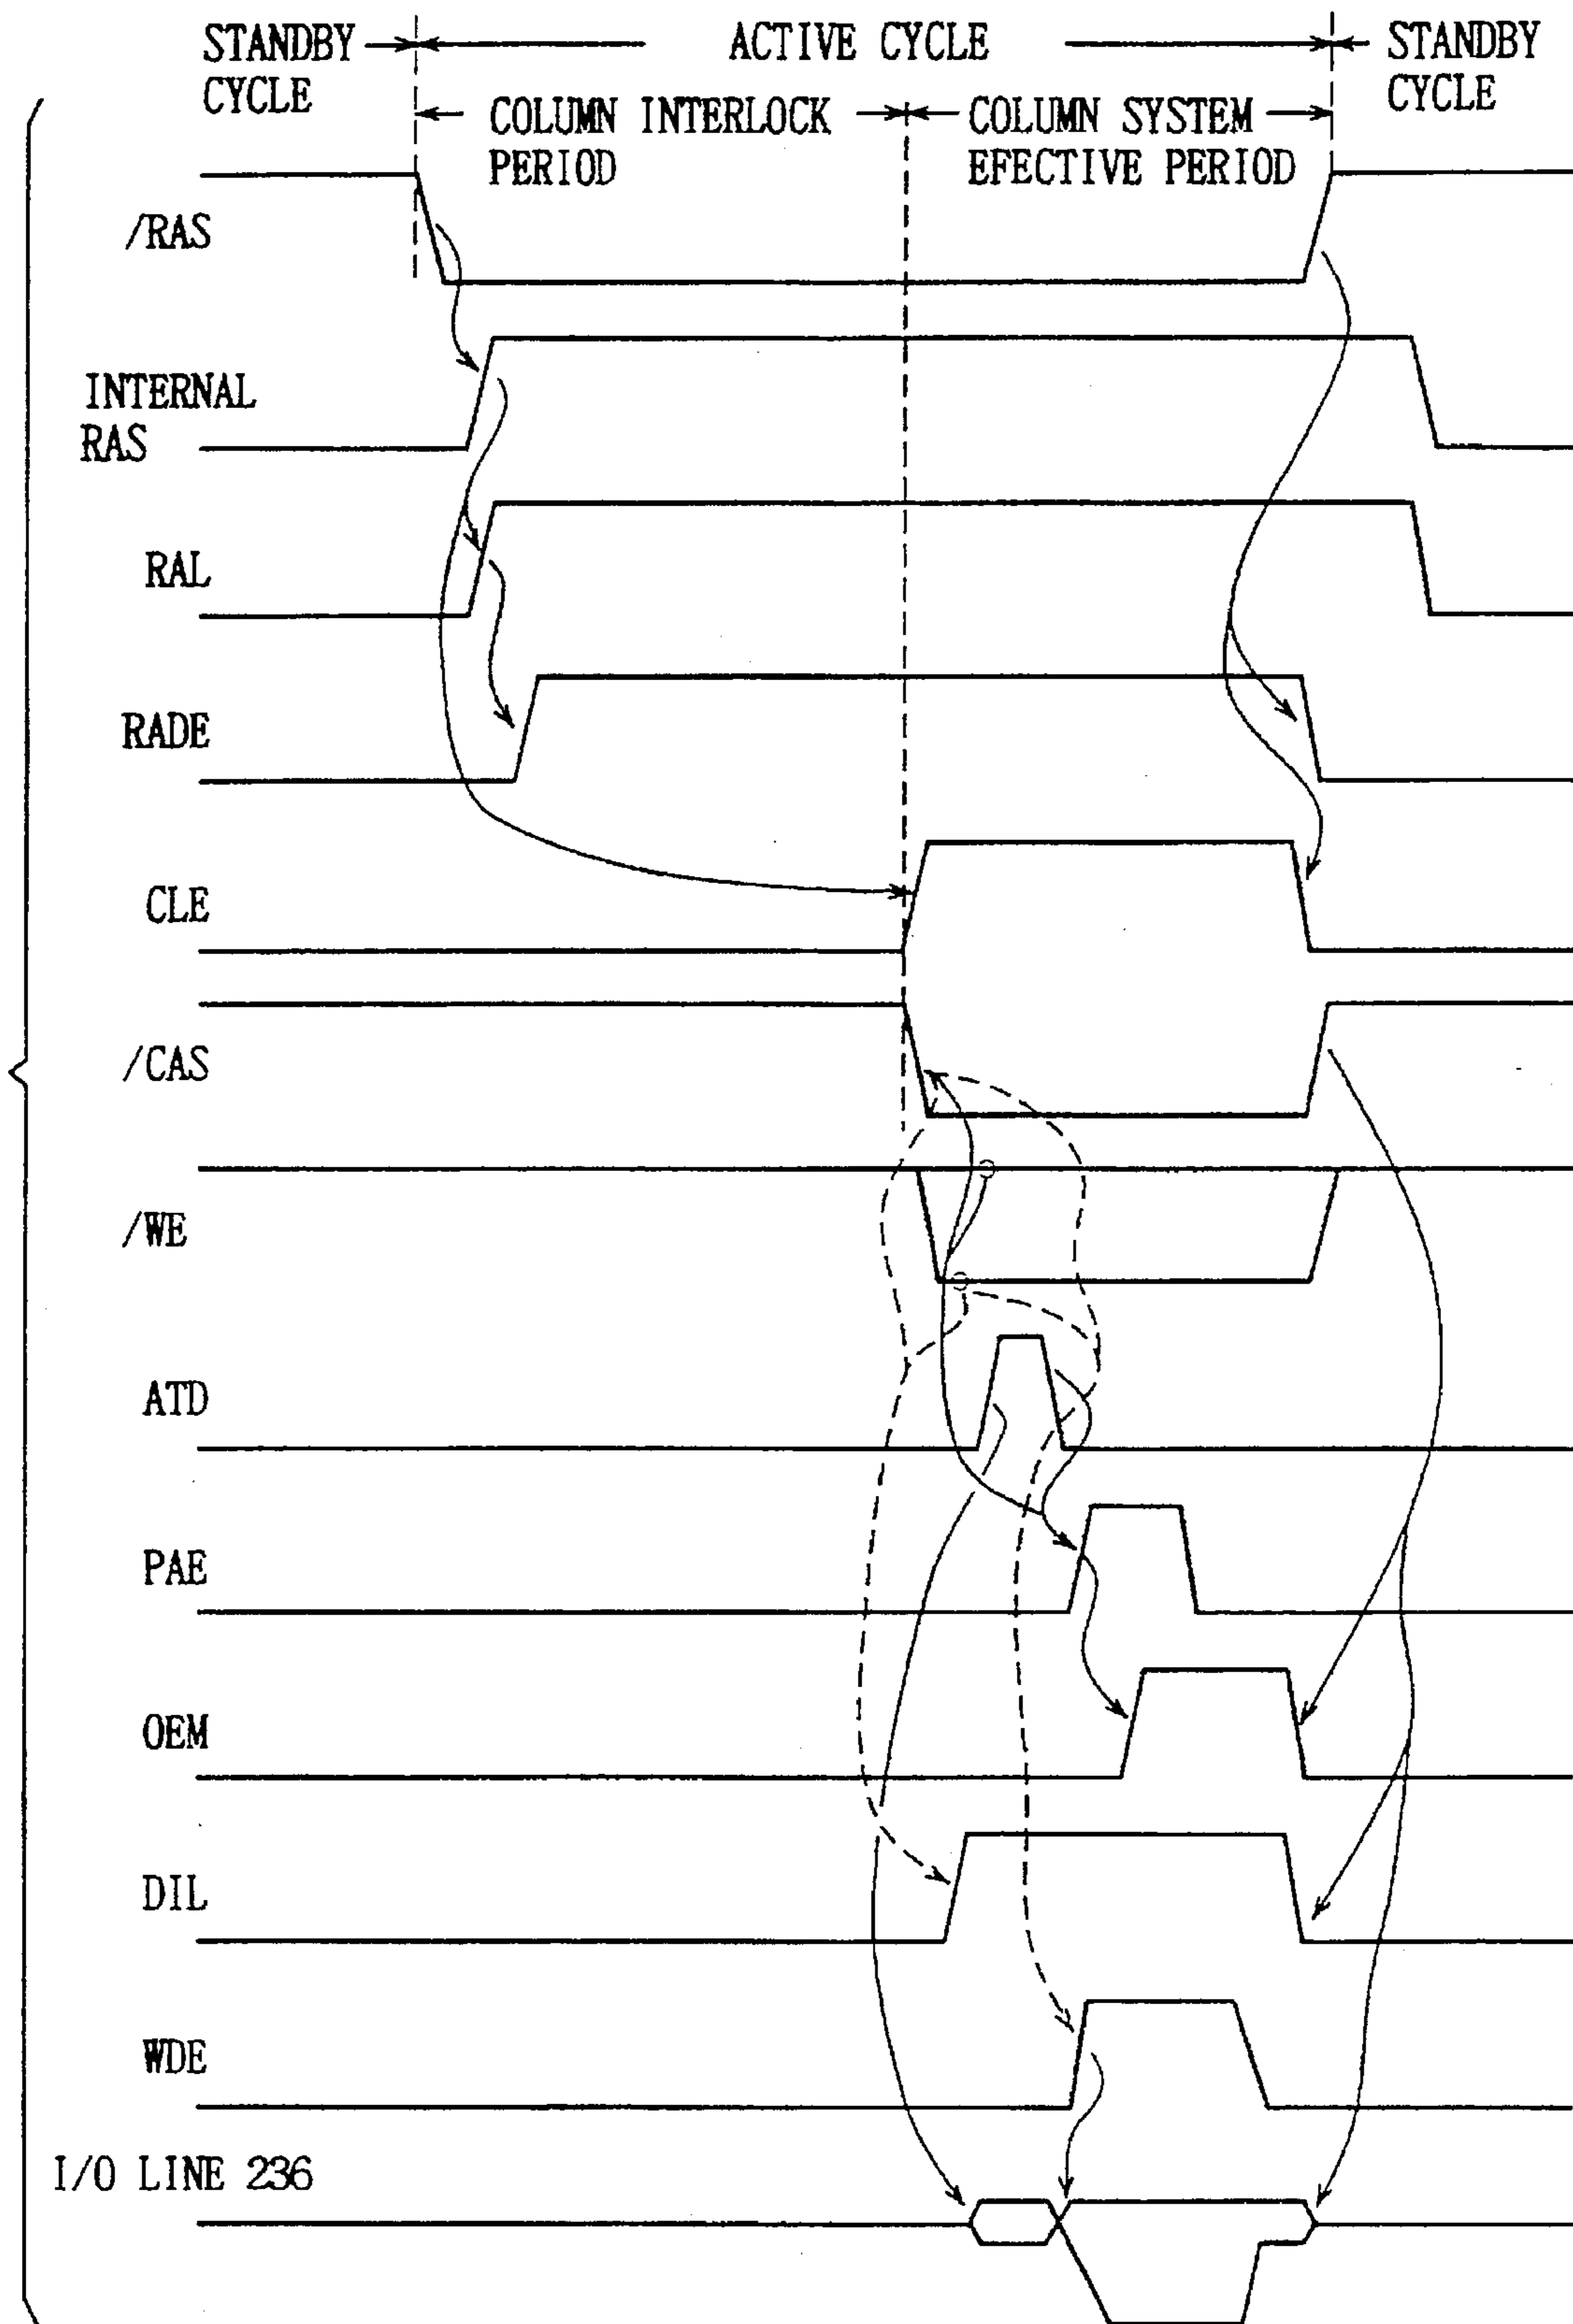 STANDBY CYCLE
ACTIVE CYCLE
STANDBY CYCLE
COLUMN INTERLOCK PERIOD
COLUMN SYSTEM EFECTIVE PERIOD
/RAS
INTERNAL RAS
RAL
RADE
CLE
/CAS
/WE
ATD
PAE
OEM
DIL
WDE
I/O LINE 236